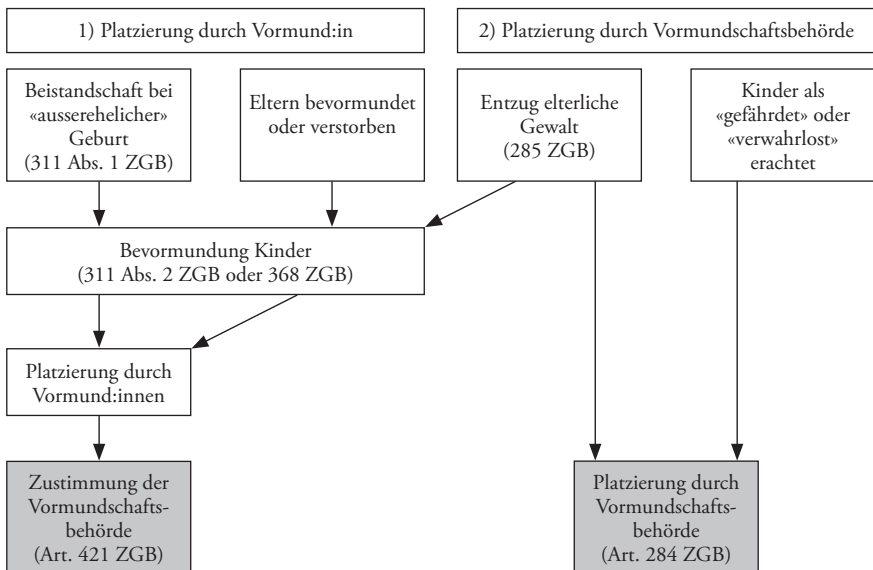 1) Platzierung durch Vormund:in
2) Platzierung durch Vormundschaftsbehörde
Beistandschaft bei
«ausserehelicher»
Geburt
(311 Abs. 1 ZGB)
Eltern bevormundet
oder verstorben
Entzug elterliche
Gewalt
(285 ZGB)
Kinder als
«gefährdet» oder
«verwahrlost»
erachtet
Bevormundung Kinder
(311 Abs. 2 ZGB oder 368 ZGB)
Platzierung durch
Vormund:innen
Zustimmung der
Vormundschafts-
behörde
(Art. 421 ZGB)
Platzierung durch
Vormundschafts-
behörde
(Art. 284 ZGB)